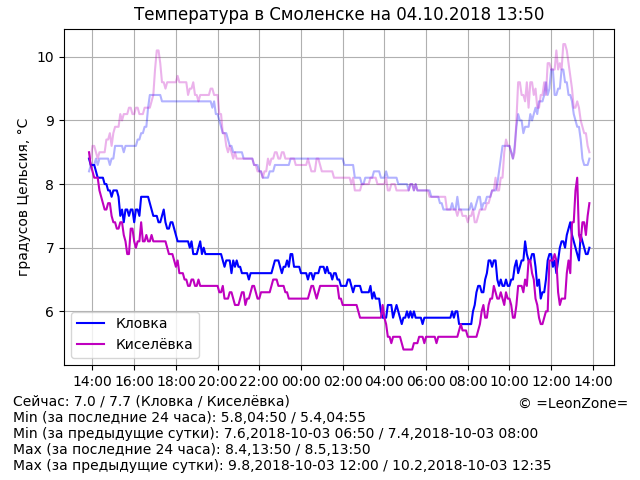 Температура в Смоленске на 04.10.2018 13:50
градусов Цельсия, °C
10
9
8
7
6
Кловка
Киселёвка
14:00 16:00 18:00 20:00 22:00 00:00 02:00 04:00 06:00 08:00 10:00 12:00 14:00
Сейчас: 7.0 / 7.7 (Кловка / Киселёвка)
© =LeonZone=
Min (за последние 24 часа): 5.8,04:50 / 5.4,04:55
Min (за предыдущие сутки): 7.6,2018-10-03 06:50 / 7.4,2018-10-03 08:00
Max (за последние 24 часа): 8.4,13:50 / 8.5,13:50
Max (за предыдущие сутки): 9.8,2018-10-03 12:00 / 10.2,2018-10-03 12:35